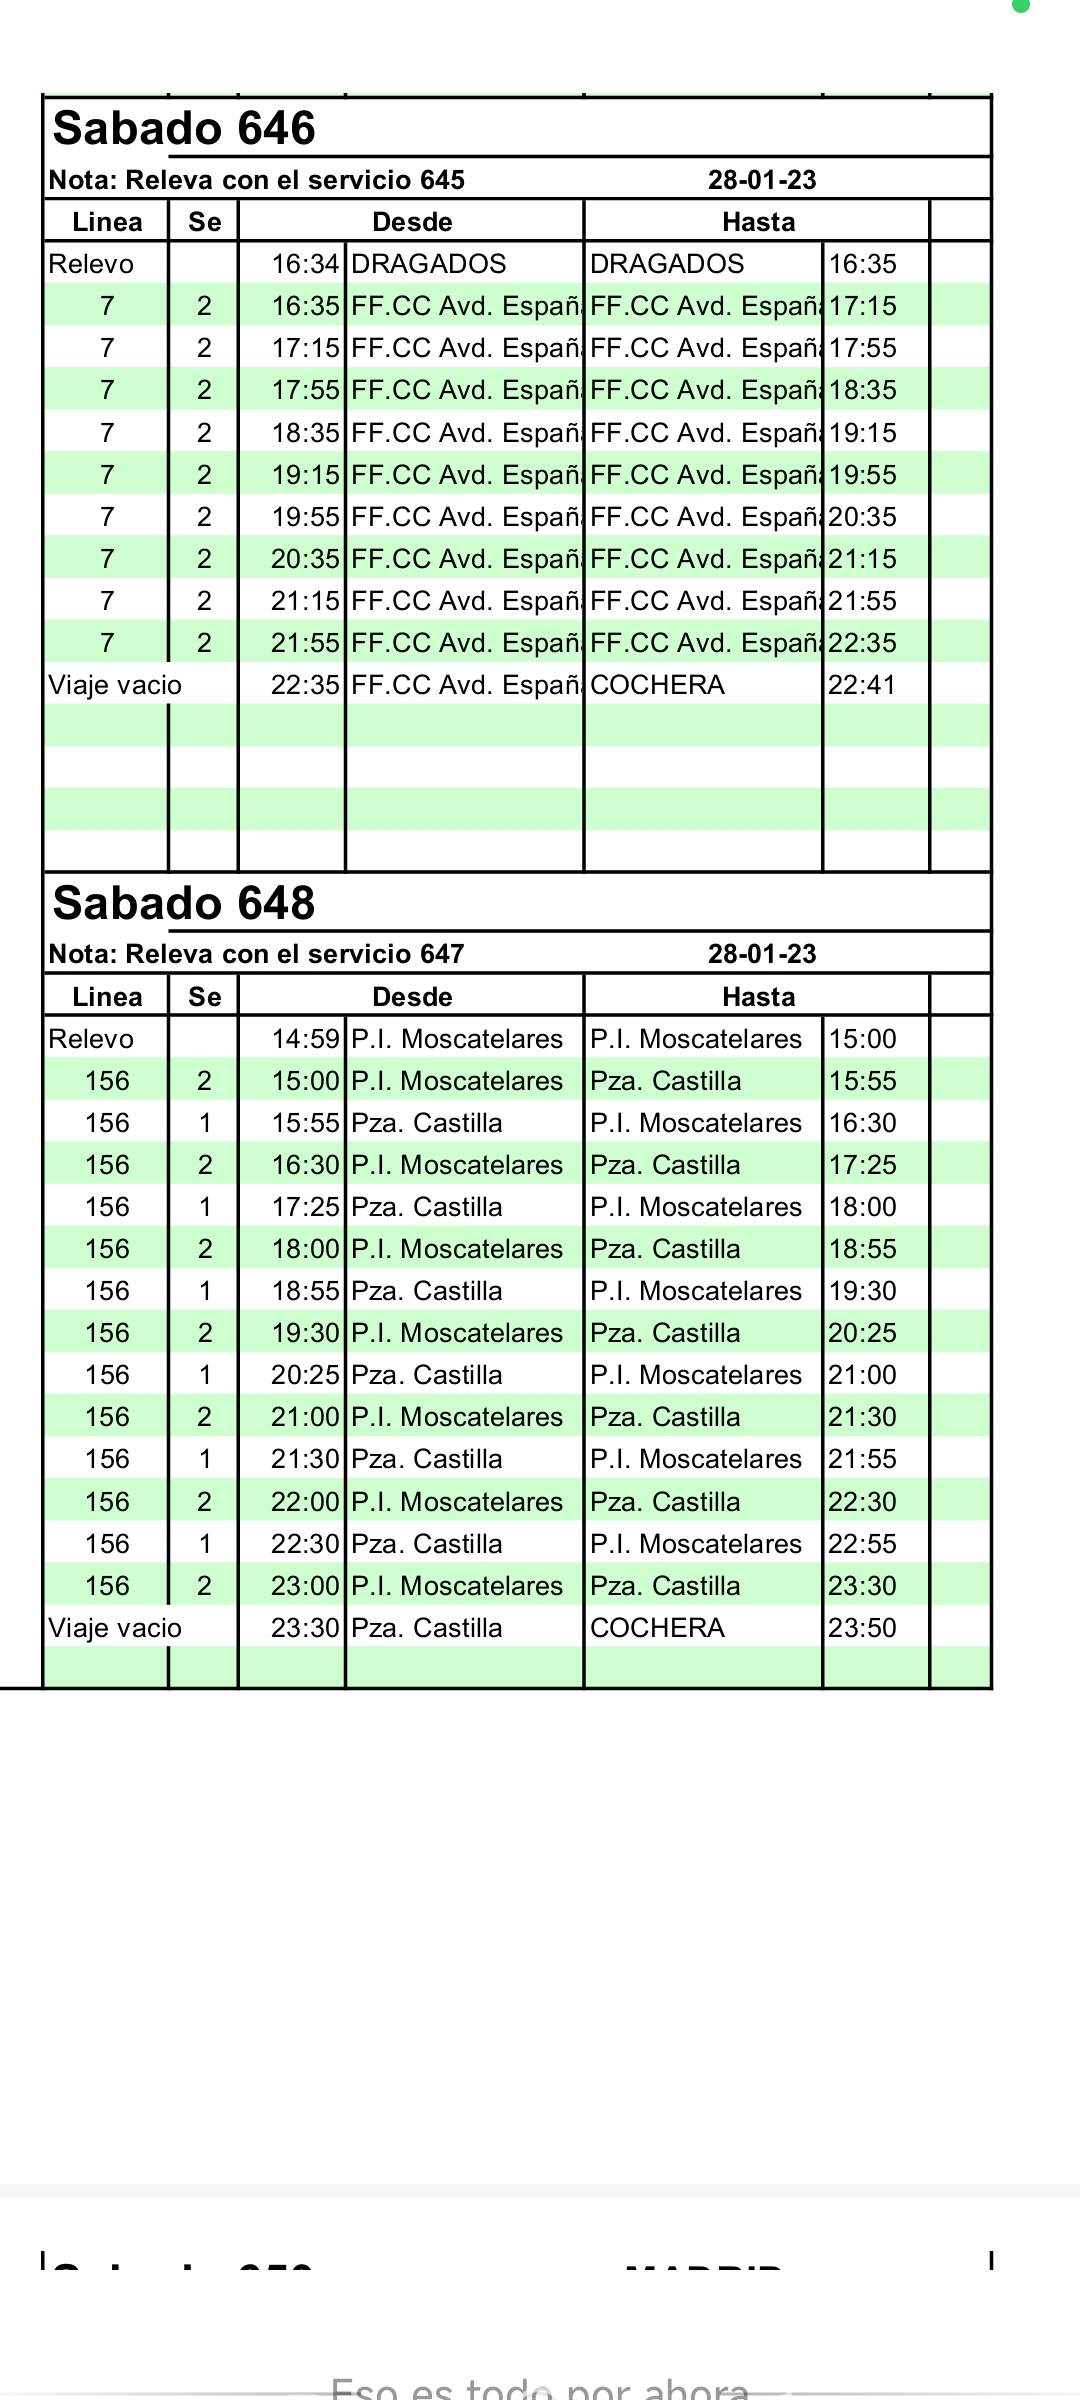 Sabado 646
Nota: Releva con el servicio 645 28-01-23
Linea Se Desde Hasta
Relevo 16:34 DRAGADOS DRAGADOS 16:35
7 2 16:35 FF.CC Avd. Españ FF.CC Avd. Españ 17:15
7 2 17:15 FF.CC Avd. Españ FF.CC Avd. Españ 17:55
7 2 17:55 FF.CC Avd. Españ FF.CC Avd. Españ 18:35
7 2 18:35 FF.CC Avd. Españ FF.CC Avd. Españ 19:15
7 2 19:15 FF.CC Avd. Españ FF.CC Avd. Españ 19:55
7 2 19:55 FF.CC Avd. Españ FF.CC Avd. Españ 20:35
7 2 20:35 FF.CC Avd. Españ FF.CC Avd. Españ 21:15
7 2 21:15 FF.CC Avd. Españ FF.CC Avd. Españ 21:55
7 2 21:55 FF.CC Avd. Españ FF.CC Avd. Españ 22:35
Viaje vacio 22:35 FF.CC Avd. Españ COCHERA 22:41
Sabado 648
Nota: Releva con el servicio 647 28-01-23
Linea Se Desde Hasta
Relevo 14:59 P.I. Moscatelares P.I. Moscatelares 15:00
156 2 15:00 P.I. Moscatelares Pza. Castilla 15:55
156 1 15:55 Pza. Castilla P.I. Moscatelares 16:30
156 2 16:30 P.I. Moscatelares Pza. Castilla 17:25
156 1 17:25 Pza. Castilla P.I. Moscatelares 18:00
156 2 18:00 P.I. Moscatelares Pza. Castilla 18:55
156 1 18:55 Pza. Castilla P.I. Moscatelares 19:30
156 2 19:30 P.I. Moscatelares Pza. Castilla 20:25
156 1 20:25 Pza. Castilla P.I. Moscatelares 21:00
156 2 21:00 P.I. Moscatelares Pza. Castilla 21:30
156 1 21:30 Pza. Castilla P.I. Moscatelares 21:55
156 2 22:00 P.I. Moscatelares Pza. Castilla 22:30
156 1 22:30 Pza. Castilla P.I. Moscatelares 22:55
156 2 23:00 P.I. Moscatelares Pza. Castilla 23:30
Viaje vacio 23:30 Pza. Castilla COCHERA 23:50
Eso es todo por ahora